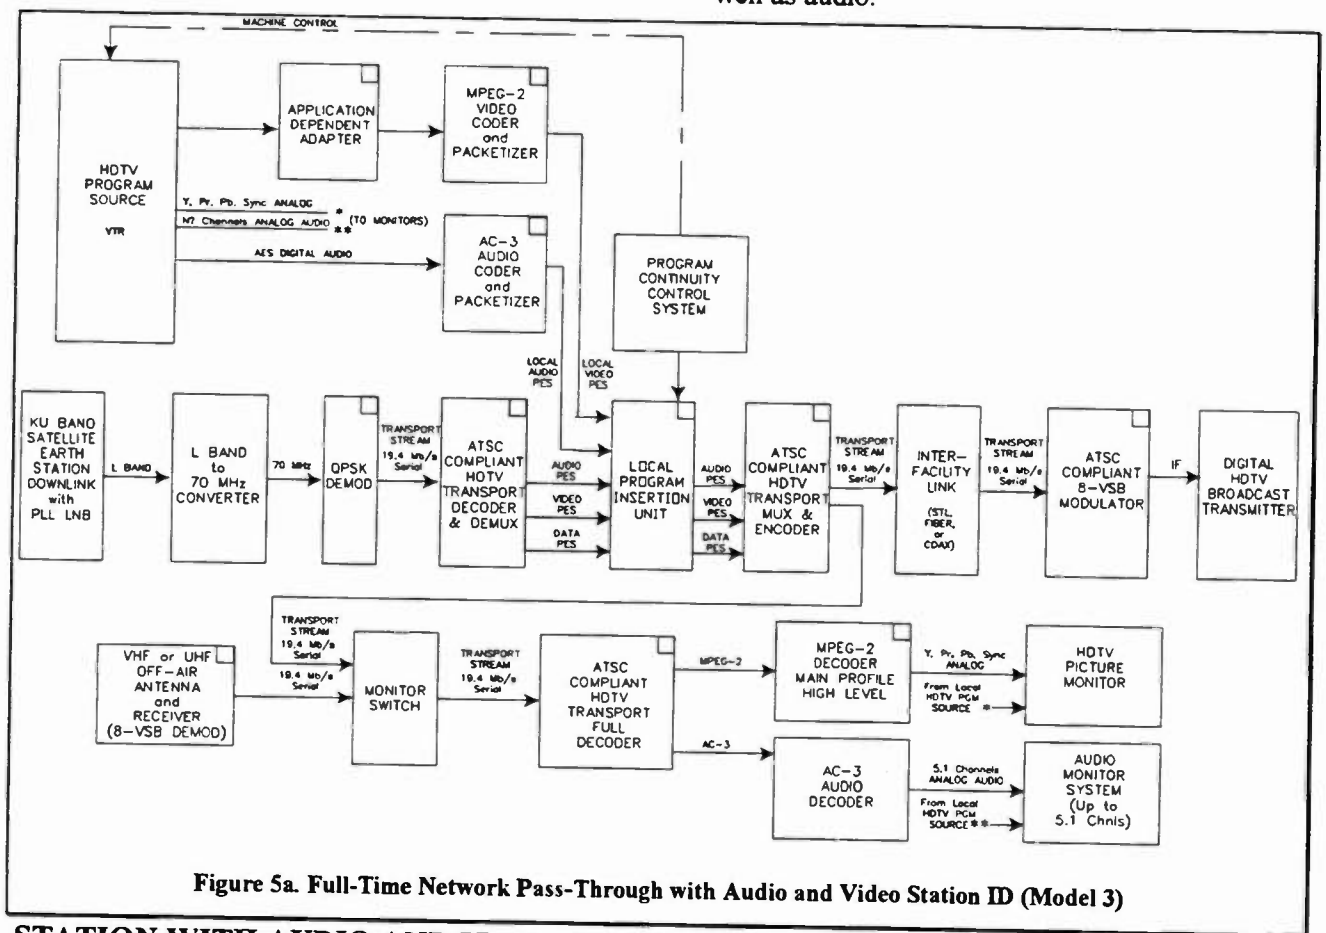 well as audio.
MACHINE CONTROL
HDTV
PROGRAM
SOURCE
VTR
APPLICATION
DEPENDENT
ADAPTER
MPEG-2
VIDEO
CODER
and
PACKETIZER
Y, Pr, Pb, Sync ANALOG *
N? Channels ANALOG AUDIO **
(TO MONITORS)
AES DIGITAL AUDIO
AC-3
AUDIO
CODER
and
PACKETIZER
PROGRAM
CONTINUITY
CONTROL
SYSTEM
LOCAL
AUDIO
PES
LOCAL
VIDEO
PES
KU BAND
SATELLITE
EARTH
STATION
DOWNLINK
with
PLL LNB
L BAND
L BAND
to
70 MHz
CONVERTER
70 MHz
QPSK
DEMOD
TRANSPORT
STREAM
19.4 Mb/s
Serial
ATSC
COMPLIANT
HDTV
TRANSPORT
DECODER
& DEMUX
AUDIO
PES
VIDEO
PES
DATA
PES
LOCAL
PROGRAM
INSERTION
UNIT
AUDIO
PES
VIDEO
PES
DATA
PES
ATSC
COMPLIANT
HDTV
TRANSPORT
MUX &
ENCODER
TRANSPORT
STREAM
19.4 Mb/s
Serial
INTER-
FACILITY
LINK
(STL,
FIBER,
or
COAX)
TRANSPORT
STREAM
19.4 Mb/s
Serial
ATSC
COMPLIANT
8-VSB
MODULATOR
IF
DIGITAL
HDTV
BROADCAST
TRANSMITTER
VHF or UHF
OFF-AIR
ANTENNA
and
RECEIVER
(8-VSB DEMOD)
TRANSPORT
STREAM
19.4 Mb/s
Serial
19.4 Mb/s
Serial
MONITOR
SWITCH
TRANSPORT
STREAM
19.4 Mb/s
Serial
ATSC
COMPLIANT
HDTV
TRANSPORT
FULL
DECODER
MPEG-2
AC-3
MPEG-2
DECODER
MAIN PROFILE
HIGH LEVEL
Y, Pr, Pb, Sync
ANALOG
From Local
HDTV PGM
SOURCE *
HDTV
PICTURE
MONITOR
AC-3
AUDIO
DECODER
5.1 Channels
ANALOG AUDIO
From Local
HDTV PGM
SOURCE **
AUDIO
MONITOR
SYSTEM
(Up to
5.1 Chnls)
Figure 5a. Full-Time Network Pass-Through with Audio and Video Station ID (Model 3)
STATION WITH AUDIO AND